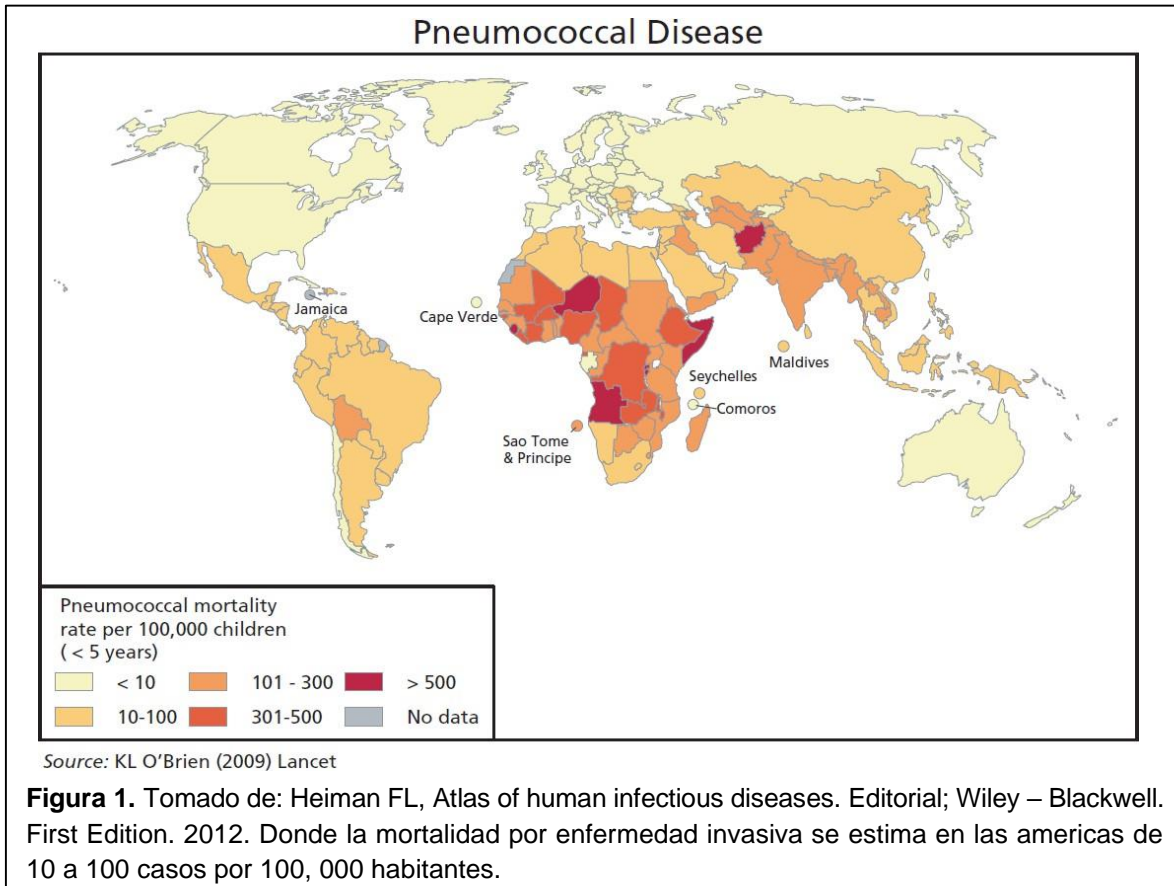 Pneumococcal Disease
Jamaica
Cape Verde
Maldives
Seychelles
Comoros
Sao Tome
& Principe
Pneumococcal mortality
rate per 100,000 children
( < 5 years)
< 10
101 - 300
> 500
10-100
301-500
No data
Source: KL O'Brien (2009) Lancet
Figura 1. Tomado de: Heiman FL, Atlas of human infectious diseases. Editorial; Wiley – Blackwell.
First Edition. 2012. Donde la mortalidad por enfermedad invasiva se estima en las americas de
10 a 100 casos por 100, 000 habitantes.